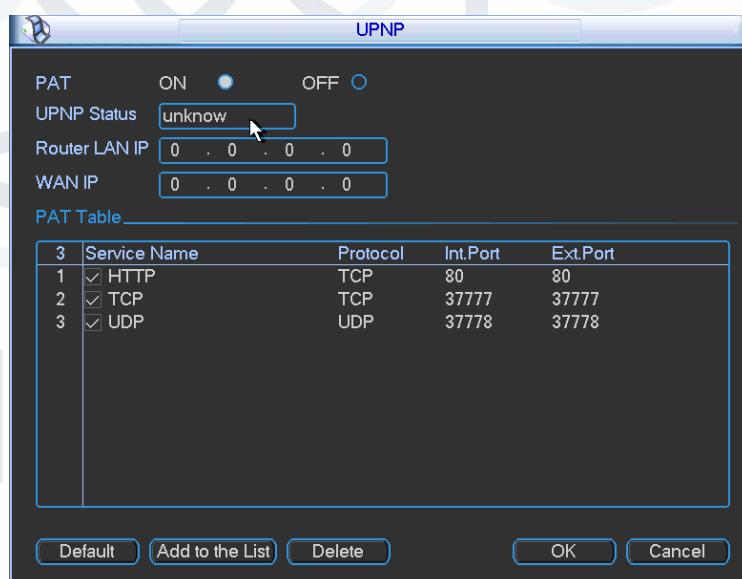 UPNP
PAT ON OFF
UPNP Status unknow
Router LAN IP 0 . 0 . 0 . 0
WAN IP 0 . 0 . 0 . 0
PAT Table
3 Service Name Protocol Int.Port Ext.Port
1 HTTP TCP 80 80
2 TCP TCP 37777 37777
3 UDP UDP 37778 37778
Default Add to the List Delete OK Cancel